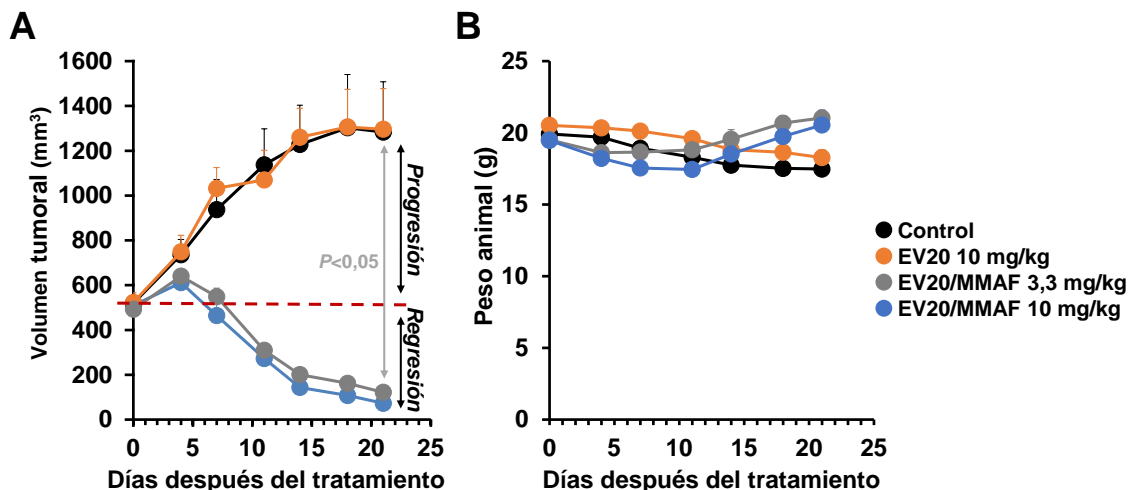 A
Volumen tumoral (mm³)
1600
1400
1200
1000
800
600
400
200
0
0 5 10 15 20 25
Días después del tratamiento
P<0,05
Progresión
Regresión
B
Peso animal (g)
25
20
15
10
5
0
0 5 10 15 20 25
Días después del tratamiento
Control
EV20 10 mg/kg
EV20/MMAF 3,3 mg/kg
EV20/MMAF 10 mg/kg